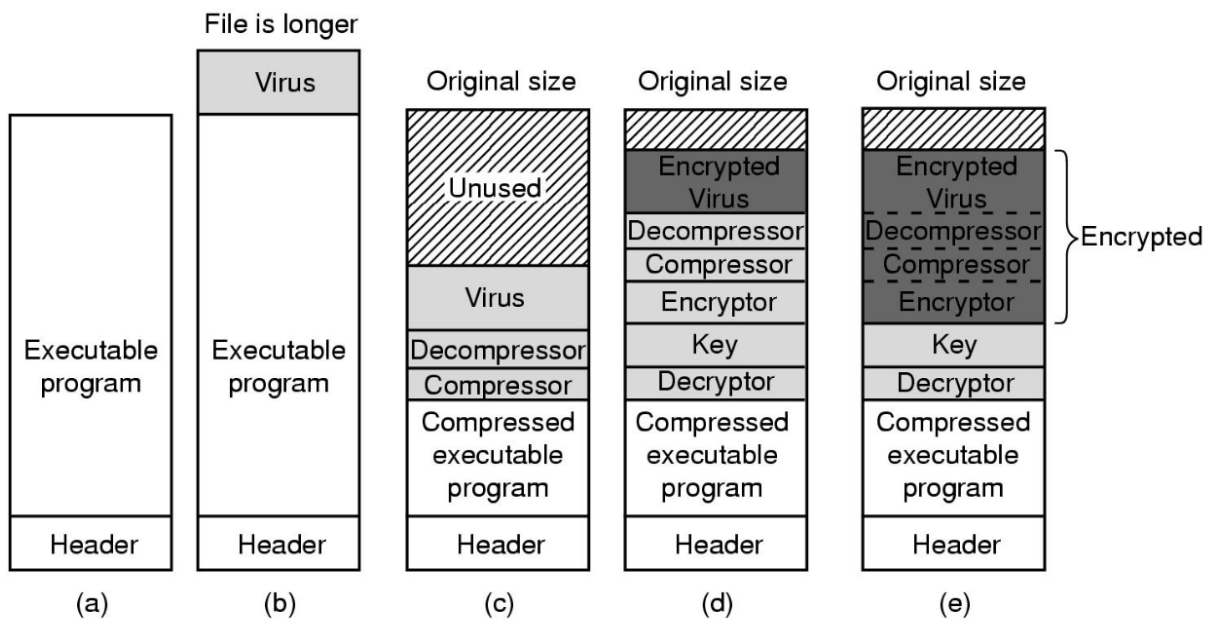 File is longer
Virus
Executable
program
Header
(a)
Executable
program
Header
(b)
Original size
Unused
Virus
Decompressor
Compressor
Compressed
executable
program
Header
(c)
Original size
Encrypted
Virus
Decompressor
Compressor
Encryptor
Key
Decryptor
Compressed
executable
program
Header
(d)
Original size
Encrypted
Virus
Decompressor
Compressor
Encryptor
Key
Decryptor
Compressed
executable
program
Header
(e)
Encrypted